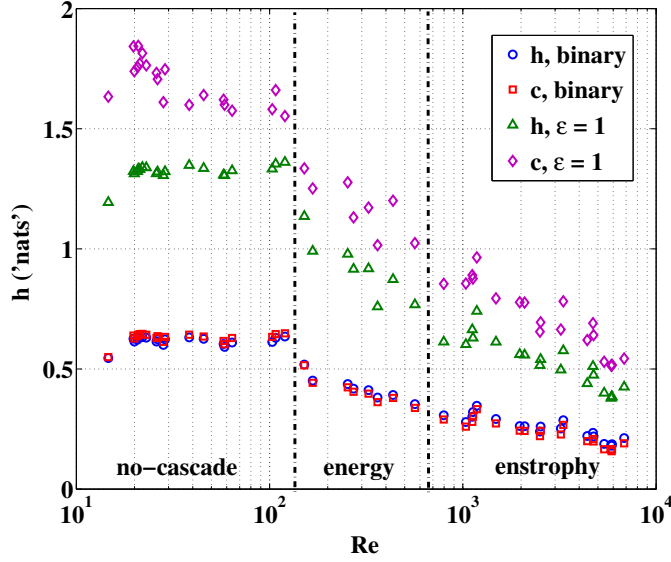 2
1.5
1
0.5
0
h ('nats')
h, binary
c, binary
h, ε = 1
c, ε = 1
no−cascade
energy
enstrophy
10^1
10^2
10^3
10^4
Re